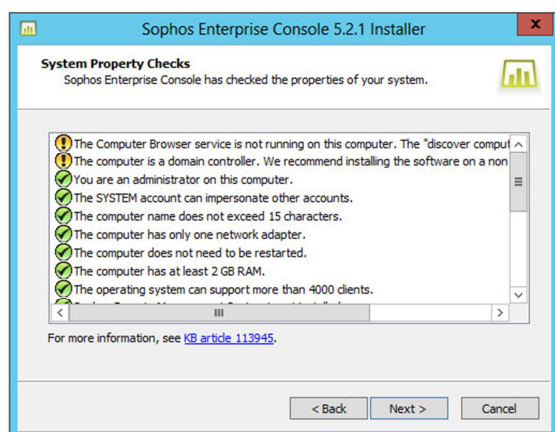 Sophos Enterprise Console 5.2.1 Installer
x
System Property Checks
Sophos Enterprise Console has checked the properties of your system.
The Computer Browser service is not running on this computer. The "discover comput
The computer is a domain controller. We recommend installing the software on a non
You are an administrator on this computer.
The SYSTEM account can impersonate other accounts.
The computer name does not exceed 15 characters.
The computer has only one network adapter.
The computer does not need to be restarted.
The computer has at least 2 GB RAM.
The operating system can support more than 4000 clients.
For more information, see KB article 113945.
< Back
Next >
Cancel